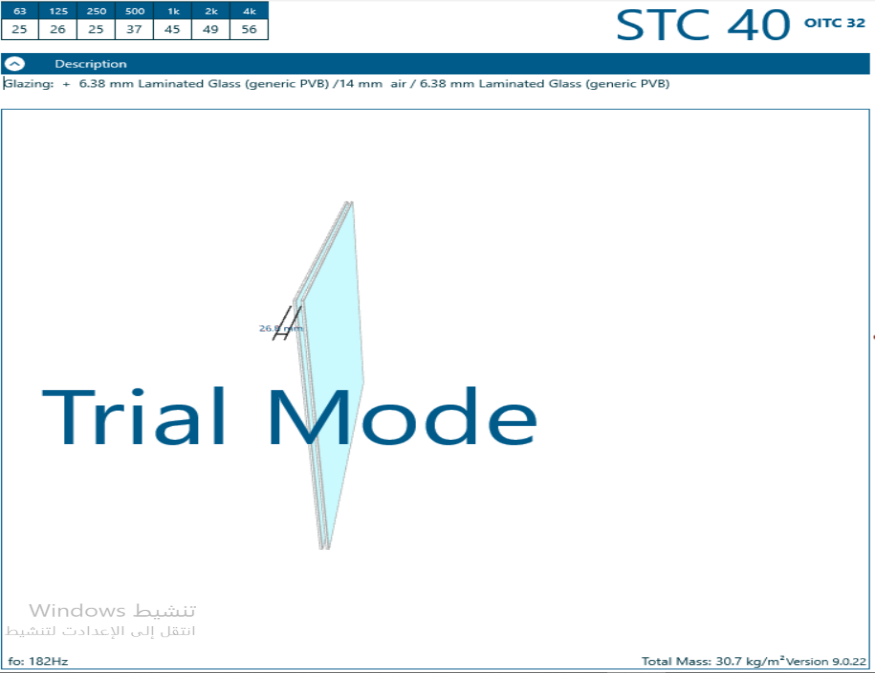 63 125 250 500 1k 2k 4k
25 26 25 37 45 49 56
STC 40 OITC 32
Description
Glazing: + 6.38 mm Laminated Glass (generic PVB) /14 mm air / 6.38 mm Laminated Glass (generic PVB)
mm
Trial Mode
تنشيط Windows
انتقل إلى الإعدادت لتنشيط
fo: 182Hz
Total Mass: 30.7 kg/m² Version 9.0.22